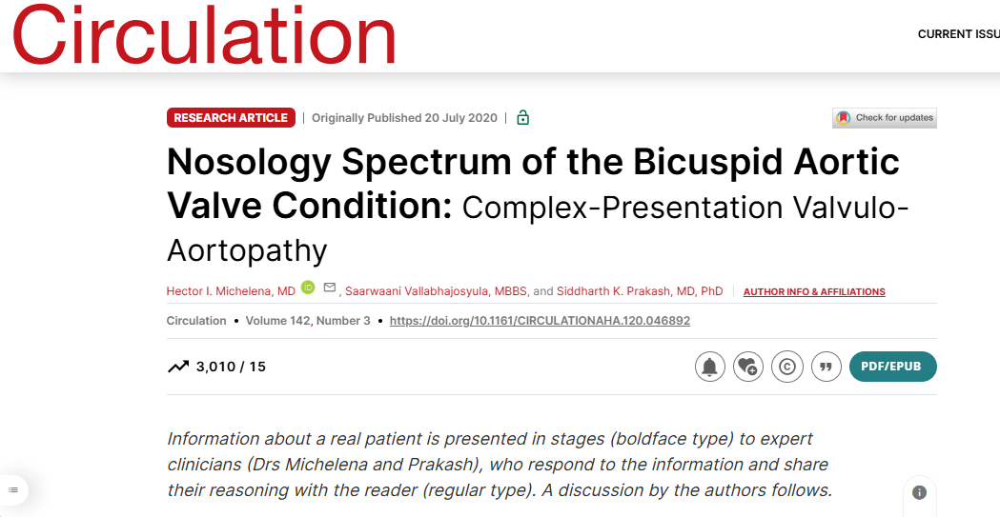 Circulation
CURRENT ISSU
RESEARCH ARTICLE | Originally Published 20 July 2020 |
Check for updates
Nosology Spectrum of the Bicuspid Aortic
Valve Condition: Complex-Presentation Valvulo-
Aortopathy
Hector I. Michelena, MD iD , Saarwaani Vallabhajosyula, MBBS, and Siddharth K. Prakash, MD, PhD | AUTHOR INFO & AFFILIATIONS
Circulation • Volume 142, Number 3 • https://doi.org/10.1161/CIRCULATIONAHA.120.046892
3,010 / 15
PDF/EPUB
Information about a real patient is presented in stages (boldface type) to expert
clinicians (Drs Michelena and Prakash), who respond to the information and share
their reasoning with the reader (regular type). A discussion by the authors follows.